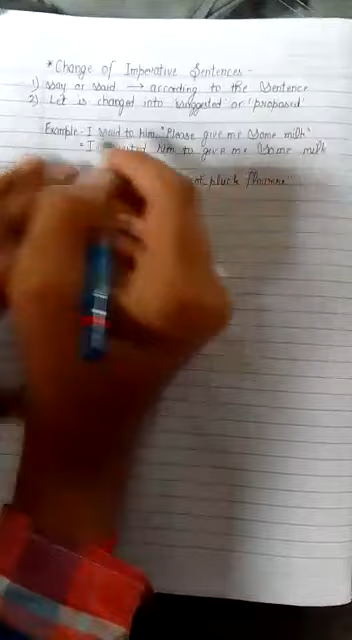 *Change of Imperative Sentences -
1) say or said → according to the Sentence
2) Let is changed into 'suggested' or 'proposed'
Example - I said to him, "Please give me Some milk"
= I him to give me Some milk
pluck flowers"